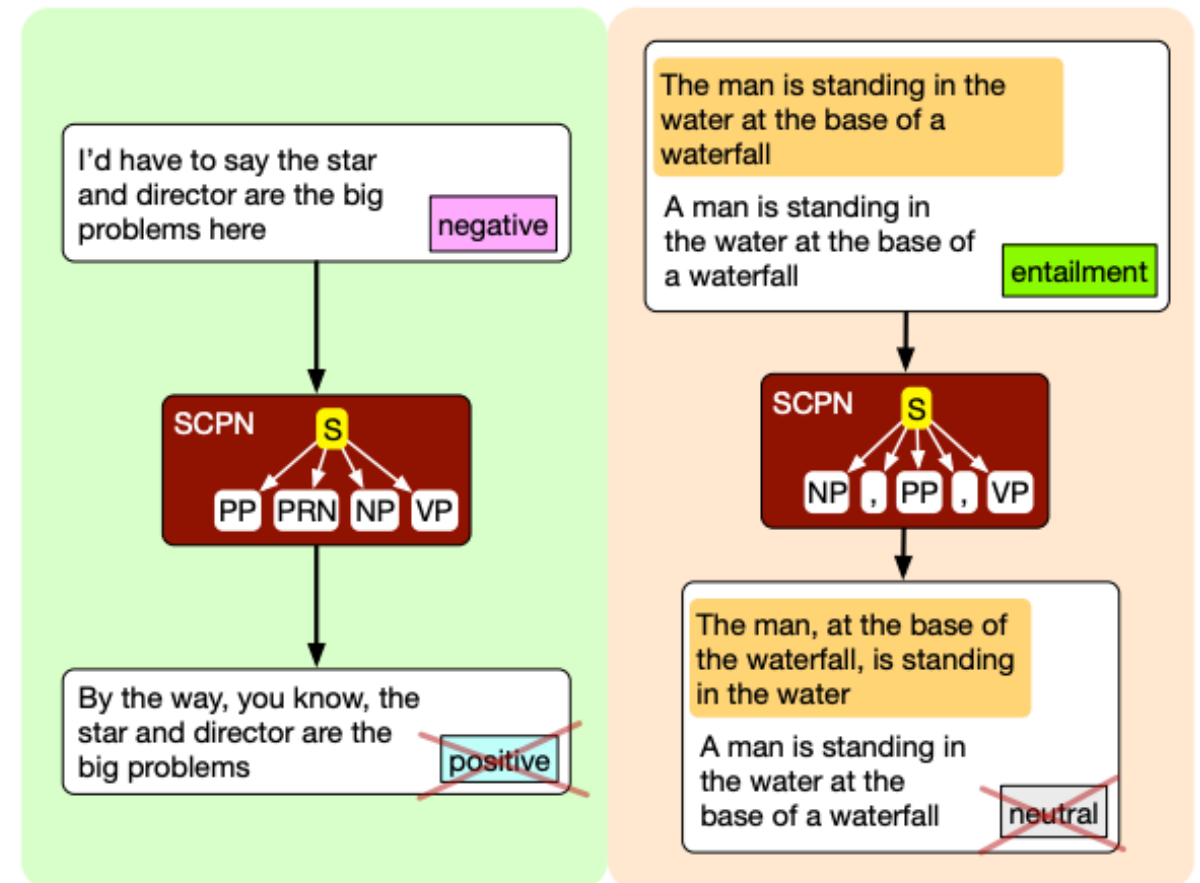 I'd have to say the star
and director are the big
problems here
negative
SCPN
S
PP PRN NP VP
By the way, you know, the
star and director are the
big problems
positive
The man is standing in the
water at the base of a
waterfall
A man is standing in
the water at the base of
a waterfall
entailment
SCPN
S
NP , PP , VP
The man, at the base of
the waterfall, is standing
in the water
A man is standing in
the water at the
base of a waterfall
neutral